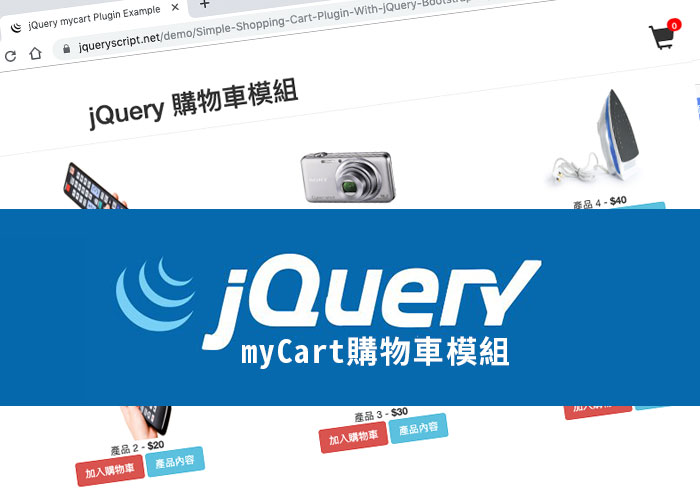 jQuery mycart Plugin Example
jqueryscript.net/demo/Simple-Shopping-Cart-Plugin-With-jQuery-Bootstrap
0
jQuery 購物車模組
SONY
產品 4 - $40
jQuery
myCart購物車模組
產品 2 - $20
加入購物車 產品內容
產品 3 - $30
加入購物車 產品內容
加入購物車